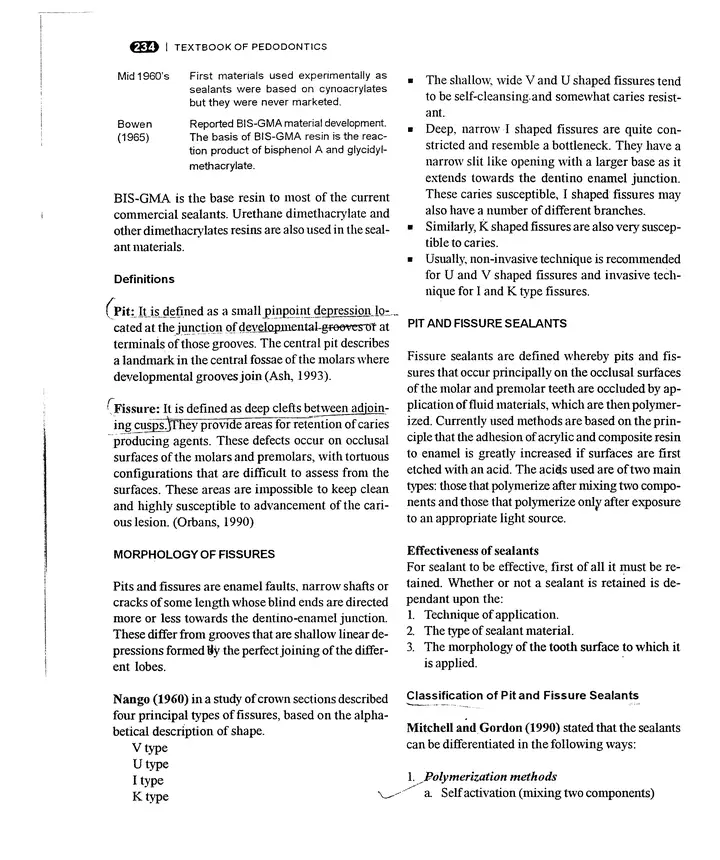 234 | TEXTBOOK OF PEDODONTICS
Mid 1960's First materials used experimentally as
sealants were based on cynoacrylates
but they were never marketed.
Bowen Reported BIS-GMA material development.
(1965) The basis of BIS-GMA resin is the reac-
tion product of bisphenol A and glycidyl-
methacrylate.
BIS-GMA is the base resin to most of the current
commercial sealants. Urethane dimethacrylate and
other dimethacrylates resins are also used in the seal-
ant materials.
Definitions
Pit: It is defined as a small pinpoint depression lo-
cated at the junction of developmental grooves or at
terminals of those grooves. The central pit describes
a landmark in the central fossae of the molars where
developmental grooves join (Ash, 1993).
Fissure: It is defined as deep clefts between adjoin-
ing cusps. They provide areas for retention of caries
producing agents. These defects occur on occlusal
surfaces of the molars and premolars, with tortuous
configurations that are difficult to assess from the
surfaces. These areas are impossible to keep clean
and highly susceptible to advancement of the cari-
ous lesion. (Orbans, 1990)
MORPHOLOGY OF FISSURES
Pits and fissures are enamel faults, narrow shafts or
cracks of some length whose blind ends are directed
more or less towards the dentino-enamel junction.
These differ from grooves that are shallow linear de-
pressions formed by the perfect joining of the differ-
ent lobes.
Nango (1960) in a study of crown sections described
four principal types of fissures, based on the alpha-
betical description of shape.
V type
U type
I type
K type
▪ The shallow, wide V and U shaped fissures tend
to be self-cleansing and somewhat caries resist-
ant.
▪ Deep, narrow I shaped fissures are quite con-
stricted and resemble a bottleneck. They have a
narrow slit like opening with a larger base as it
extends towards the dentino enamel junction.
These caries susceptible, I shaped fissures may
also have a number of different branches.
▪ Similarly, K shaped fissures are also very suscep-
tible to caries.
▪ Usually, non-invasive technique is recommended
for U and V shaped fissures and invasive tech-
nique for I and K type fissures.
PIT AND FISSURE SEALANTS
Fissure sealants are defined whereby pits and fis-
sures that occur principally on the occlusal surfaces
of the molar and premolar teeth are occluded by ap-
plication of fluid materials, which are then polymer-
ized. Currently used methods are based on the prin-
ciple that the adhesion of acrylic and composite resin
to enamel is greatly increased if surfaces are first
etched with an acid. The acids used are of two main
types: those that polymerize after mixing two compo-
nents and those that polymerize only after exposure
to an appropriate light source.
Effectiveness of sealants
For sealant to be effective, first of all it must be re-
tained. Whether or not a sealant is retained is de-
pendant upon the:
1. Technique of application.
2. The type of sealant material.
3. The morphology of the tooth surface to which it
is applied.
Classification of Pit and Fissure Sealants
Mitchell and Gordon (1990) stated that the sealants
can be differentiated in the following ways:
1. Polymerization methods
a. Self activation (mixing two components)